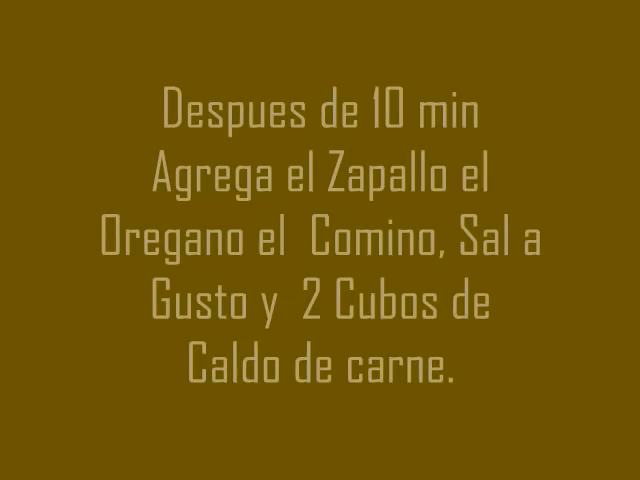 Despues de 10 min
Agrega el Zapallo el
Oregano el Comino, Sal a
Gusto y 2 Cubos de
Caldo de carne.